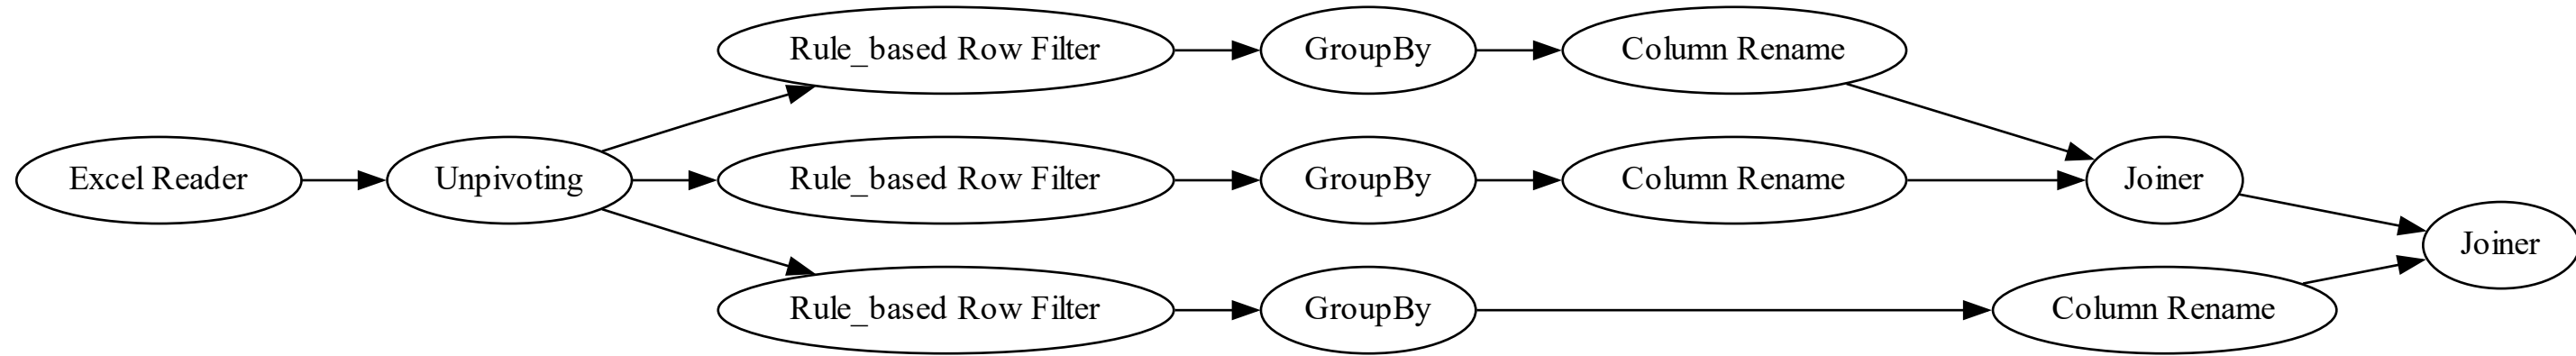 Rule_based Row Filter
GroupBy
Column Rename
Excel Reader
Unpivoting
Rule_based Row Filter
GroupBy
Column Rename
Joiner
Joiner
Rule_based Row Filter
GroupBy
Column Rename